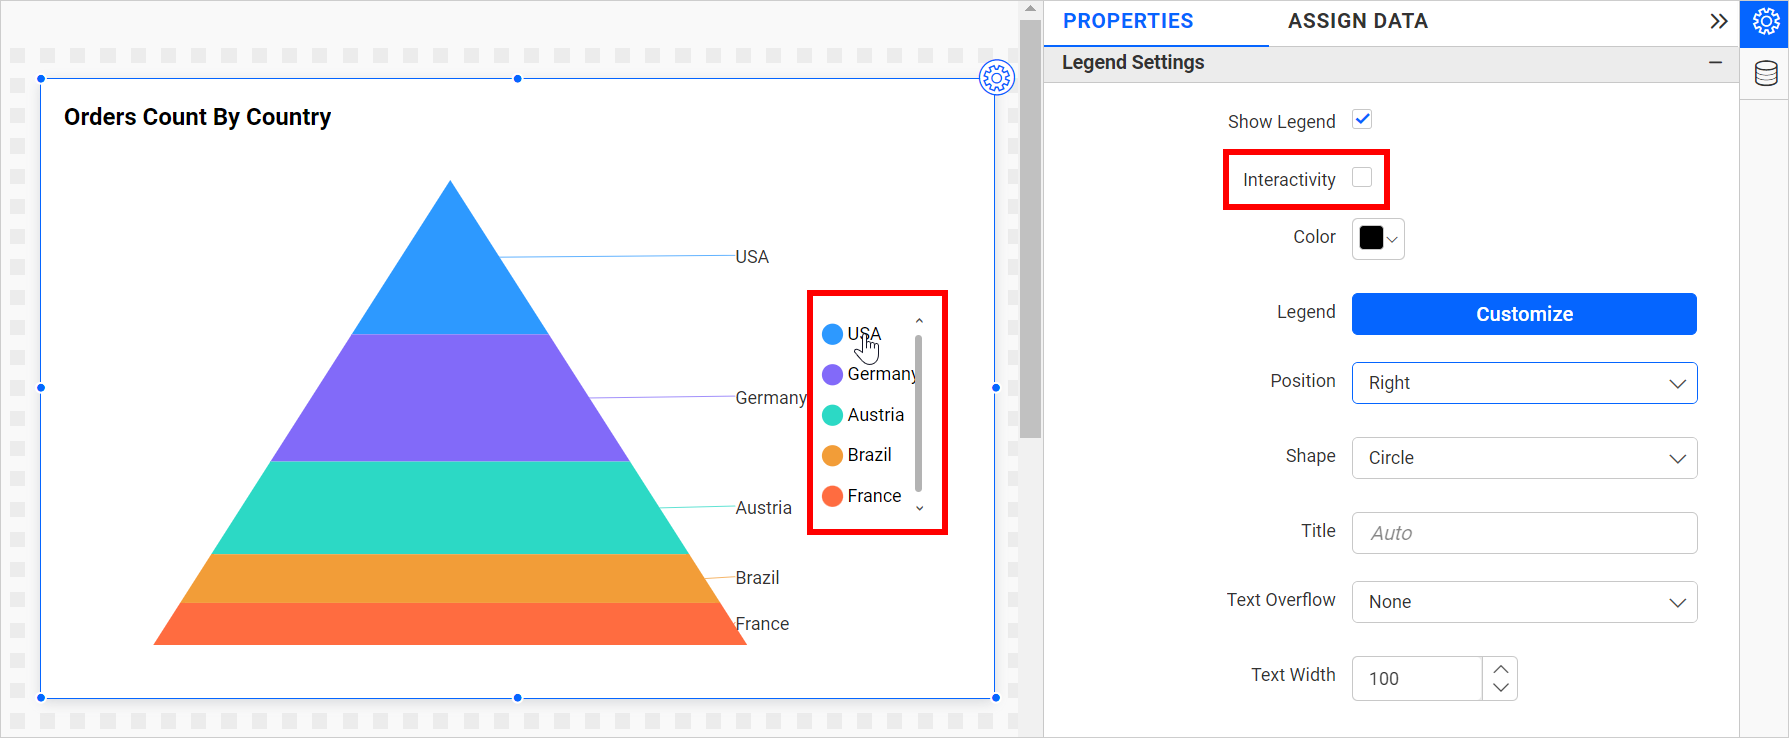 Orders Count By Country
USA
Germany
Austria
Brazil
France
USA
Germany
Austria
Brazil
France
PROPERTIES
ASSIGN DATA
Legend Settings
Show Legend
Interactivity
Color
Legend
Customize
Position
Right
Shape
Circle
Title
Auto
Text Overflow
None
Text Width
100